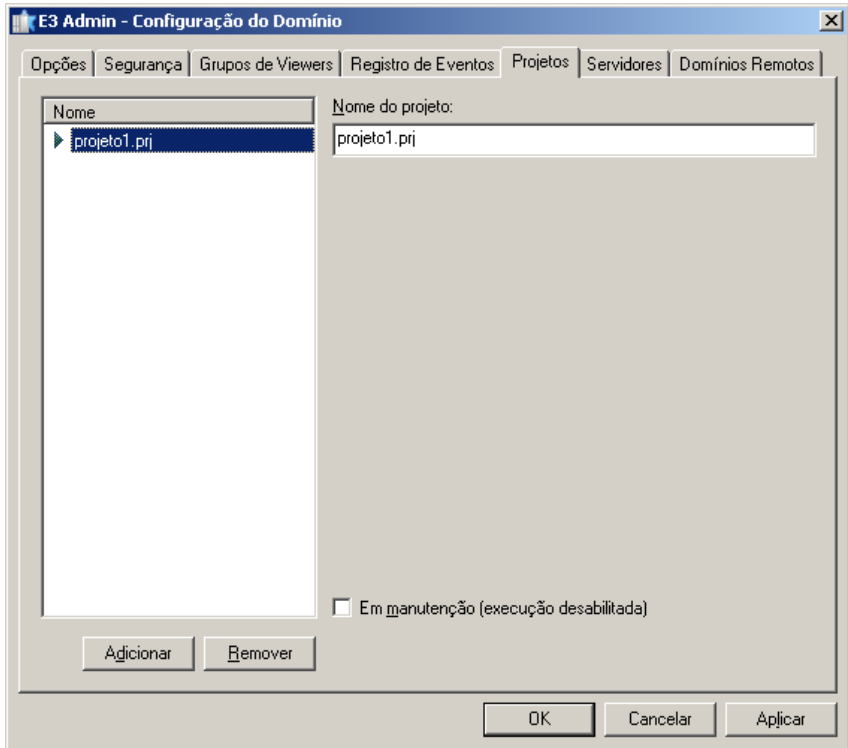 E3 Admin - Configuração do Domínio
Opções Segurança Grupos de Viewers Registro de Eventos Projetos Servidores Domínios Remotos
Nome
projeto1.prj
Nome do projeto:
projeto1.prj
Em manutenção (execução desabilitada)
Adicionar Remover
OK Cancelar Aplicar